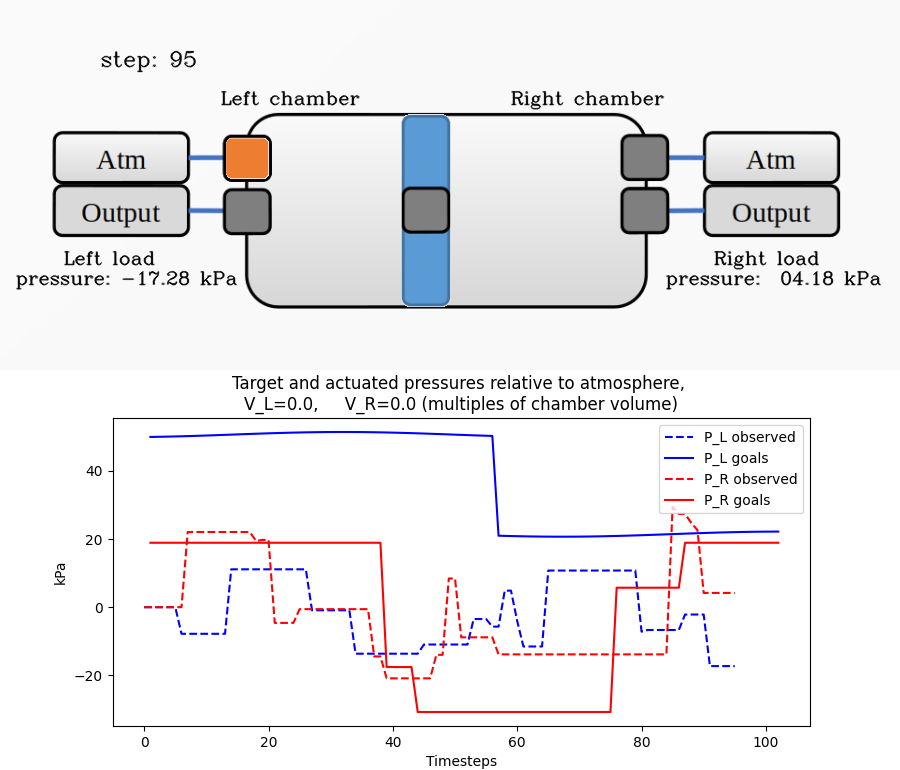 step: 95
Left chamber
Right chamber
Atm
Atm
Output
Output
Left load
pressure: -17.28 kPa
Right load
pressure: 04.18 kPa
Target and actuated pressures relative to atmosphere,
V_L=0.0, V_R=0.0 (multiples of chamber volume)
P_L observed
P_L goals
P_R observed
P_R goals
kPa
40
20
0
−20
0 20 40 60 80 100
Timesteps